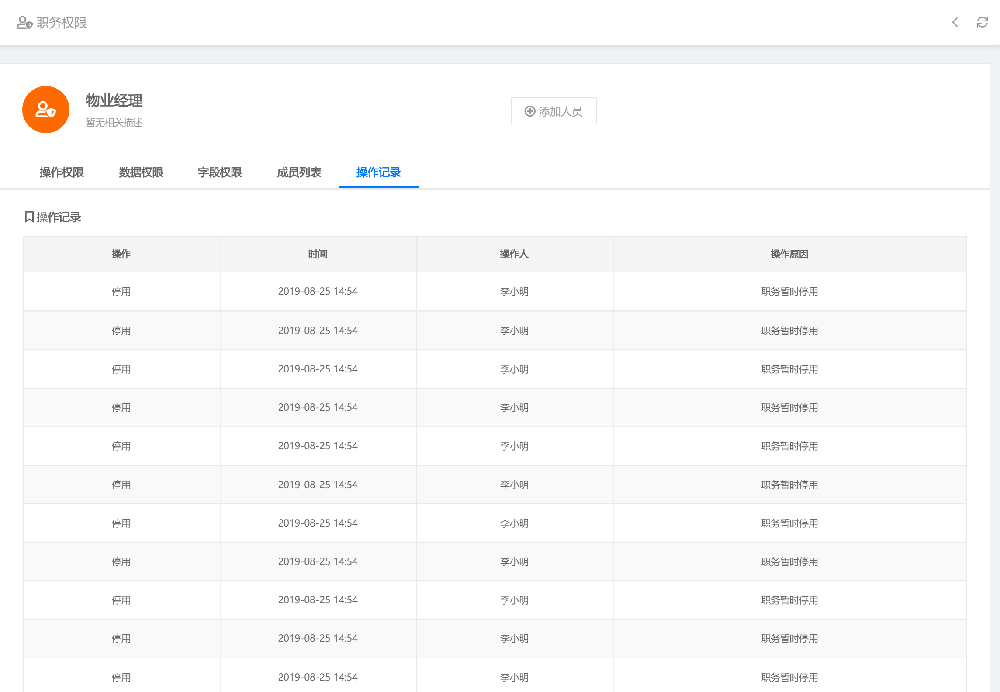 职务权限
物业经理
暂无相关描述
添加人员
操作权限 数据权限 字段权限 成员列表 操作记录
操作记录
操作 时间 操作人 操作原因
停用 2019-08-25 14:54 李小明 职务暂时停用
停用 2019-08-25 14:54 李小明 职务暂时停用
停用 2019-08-25 14:54 李小明 职务暂时停用
停用 2019-08-25 14:54 李小明 职务暂时停用
停用 2019-08-25 14:54 李小明 职务暂时停用
停用 2019-08-25 14:54 李小明 职务暂时停用
停用 2019-08-25 14:54 李小明 职务暂时停用
停用 2019-08-25 14:54 李小明 职务暂时停用
停用 2019-08-25 14:54 李小明 职务暂时停用
停用 2019-08-25 14:54 李小明 职务暂时停用
停用 2019-08-25 14:54 李小明 职务暂时停用